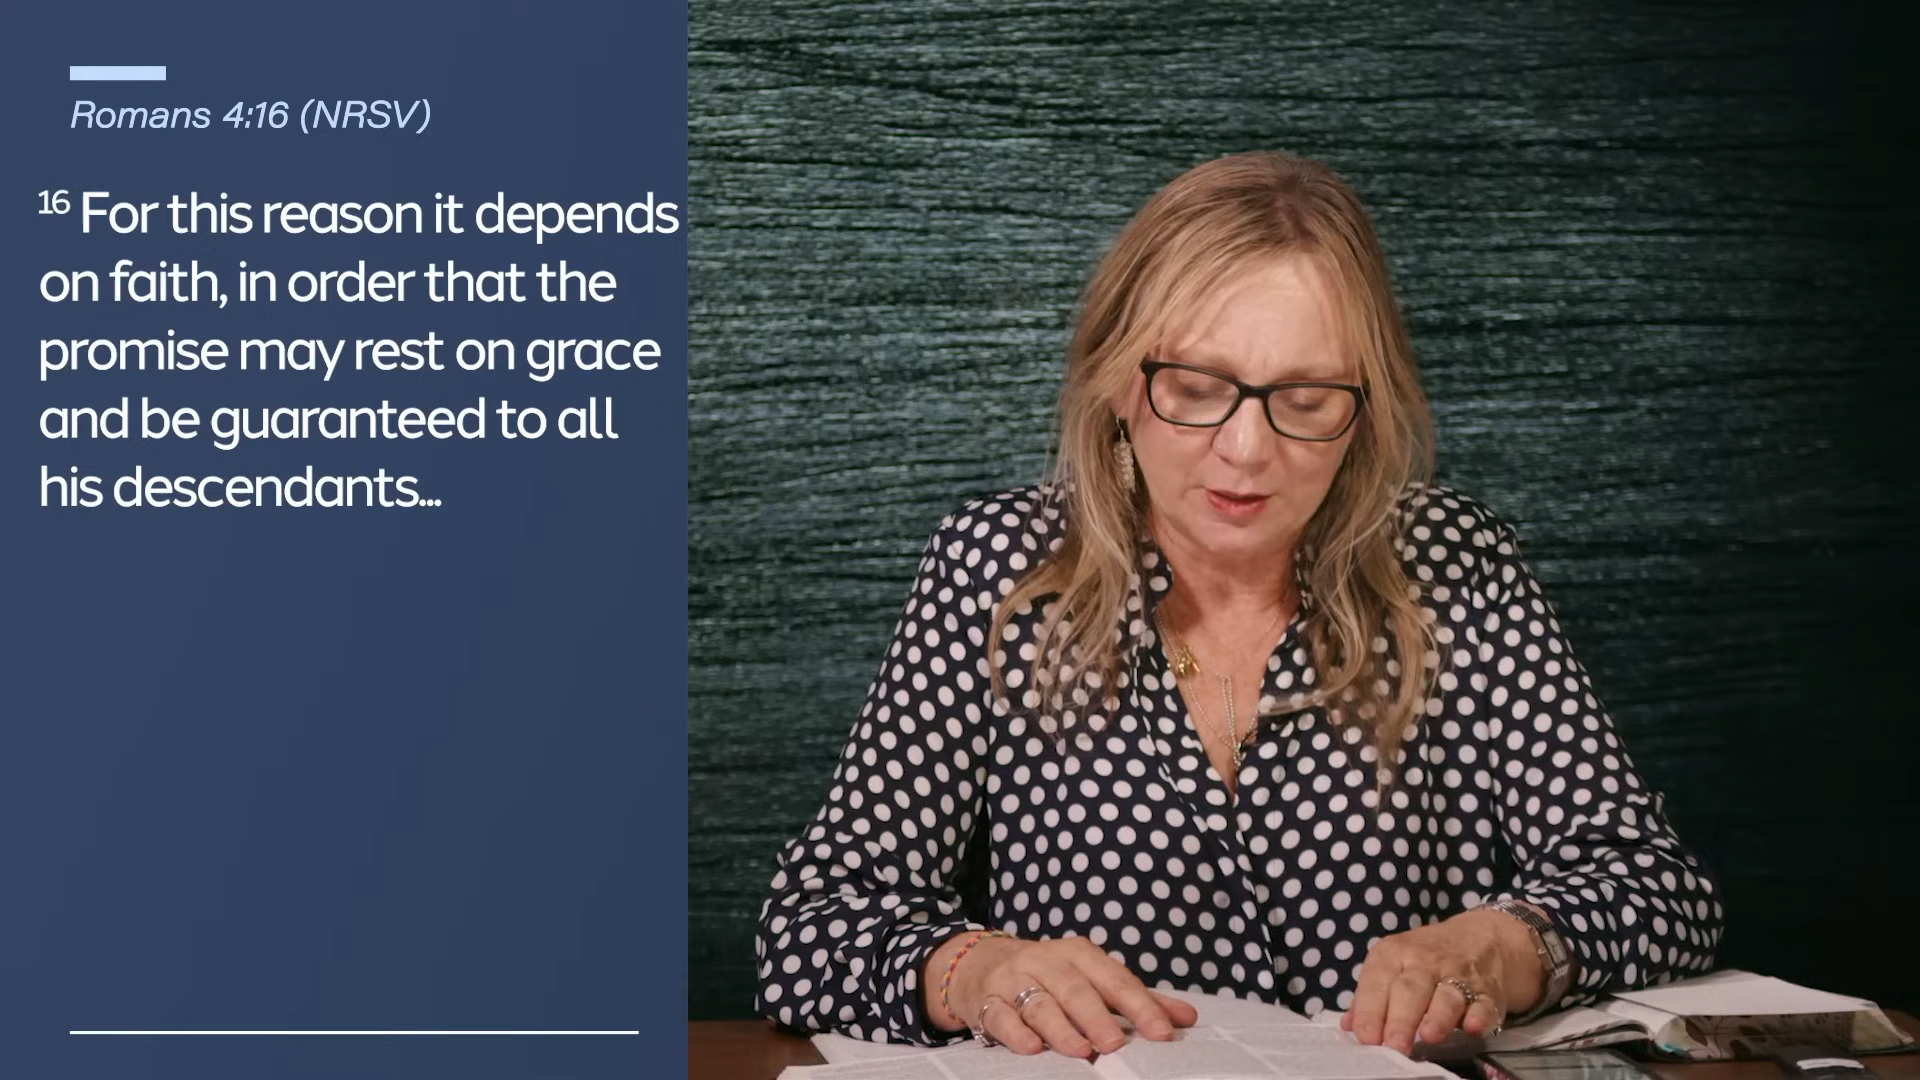 Romans 4:16 (NRSV)
16 For this reason it depends
on faith, in order that the
promise may rest on grace
and be guaranteed to all
his descendants...